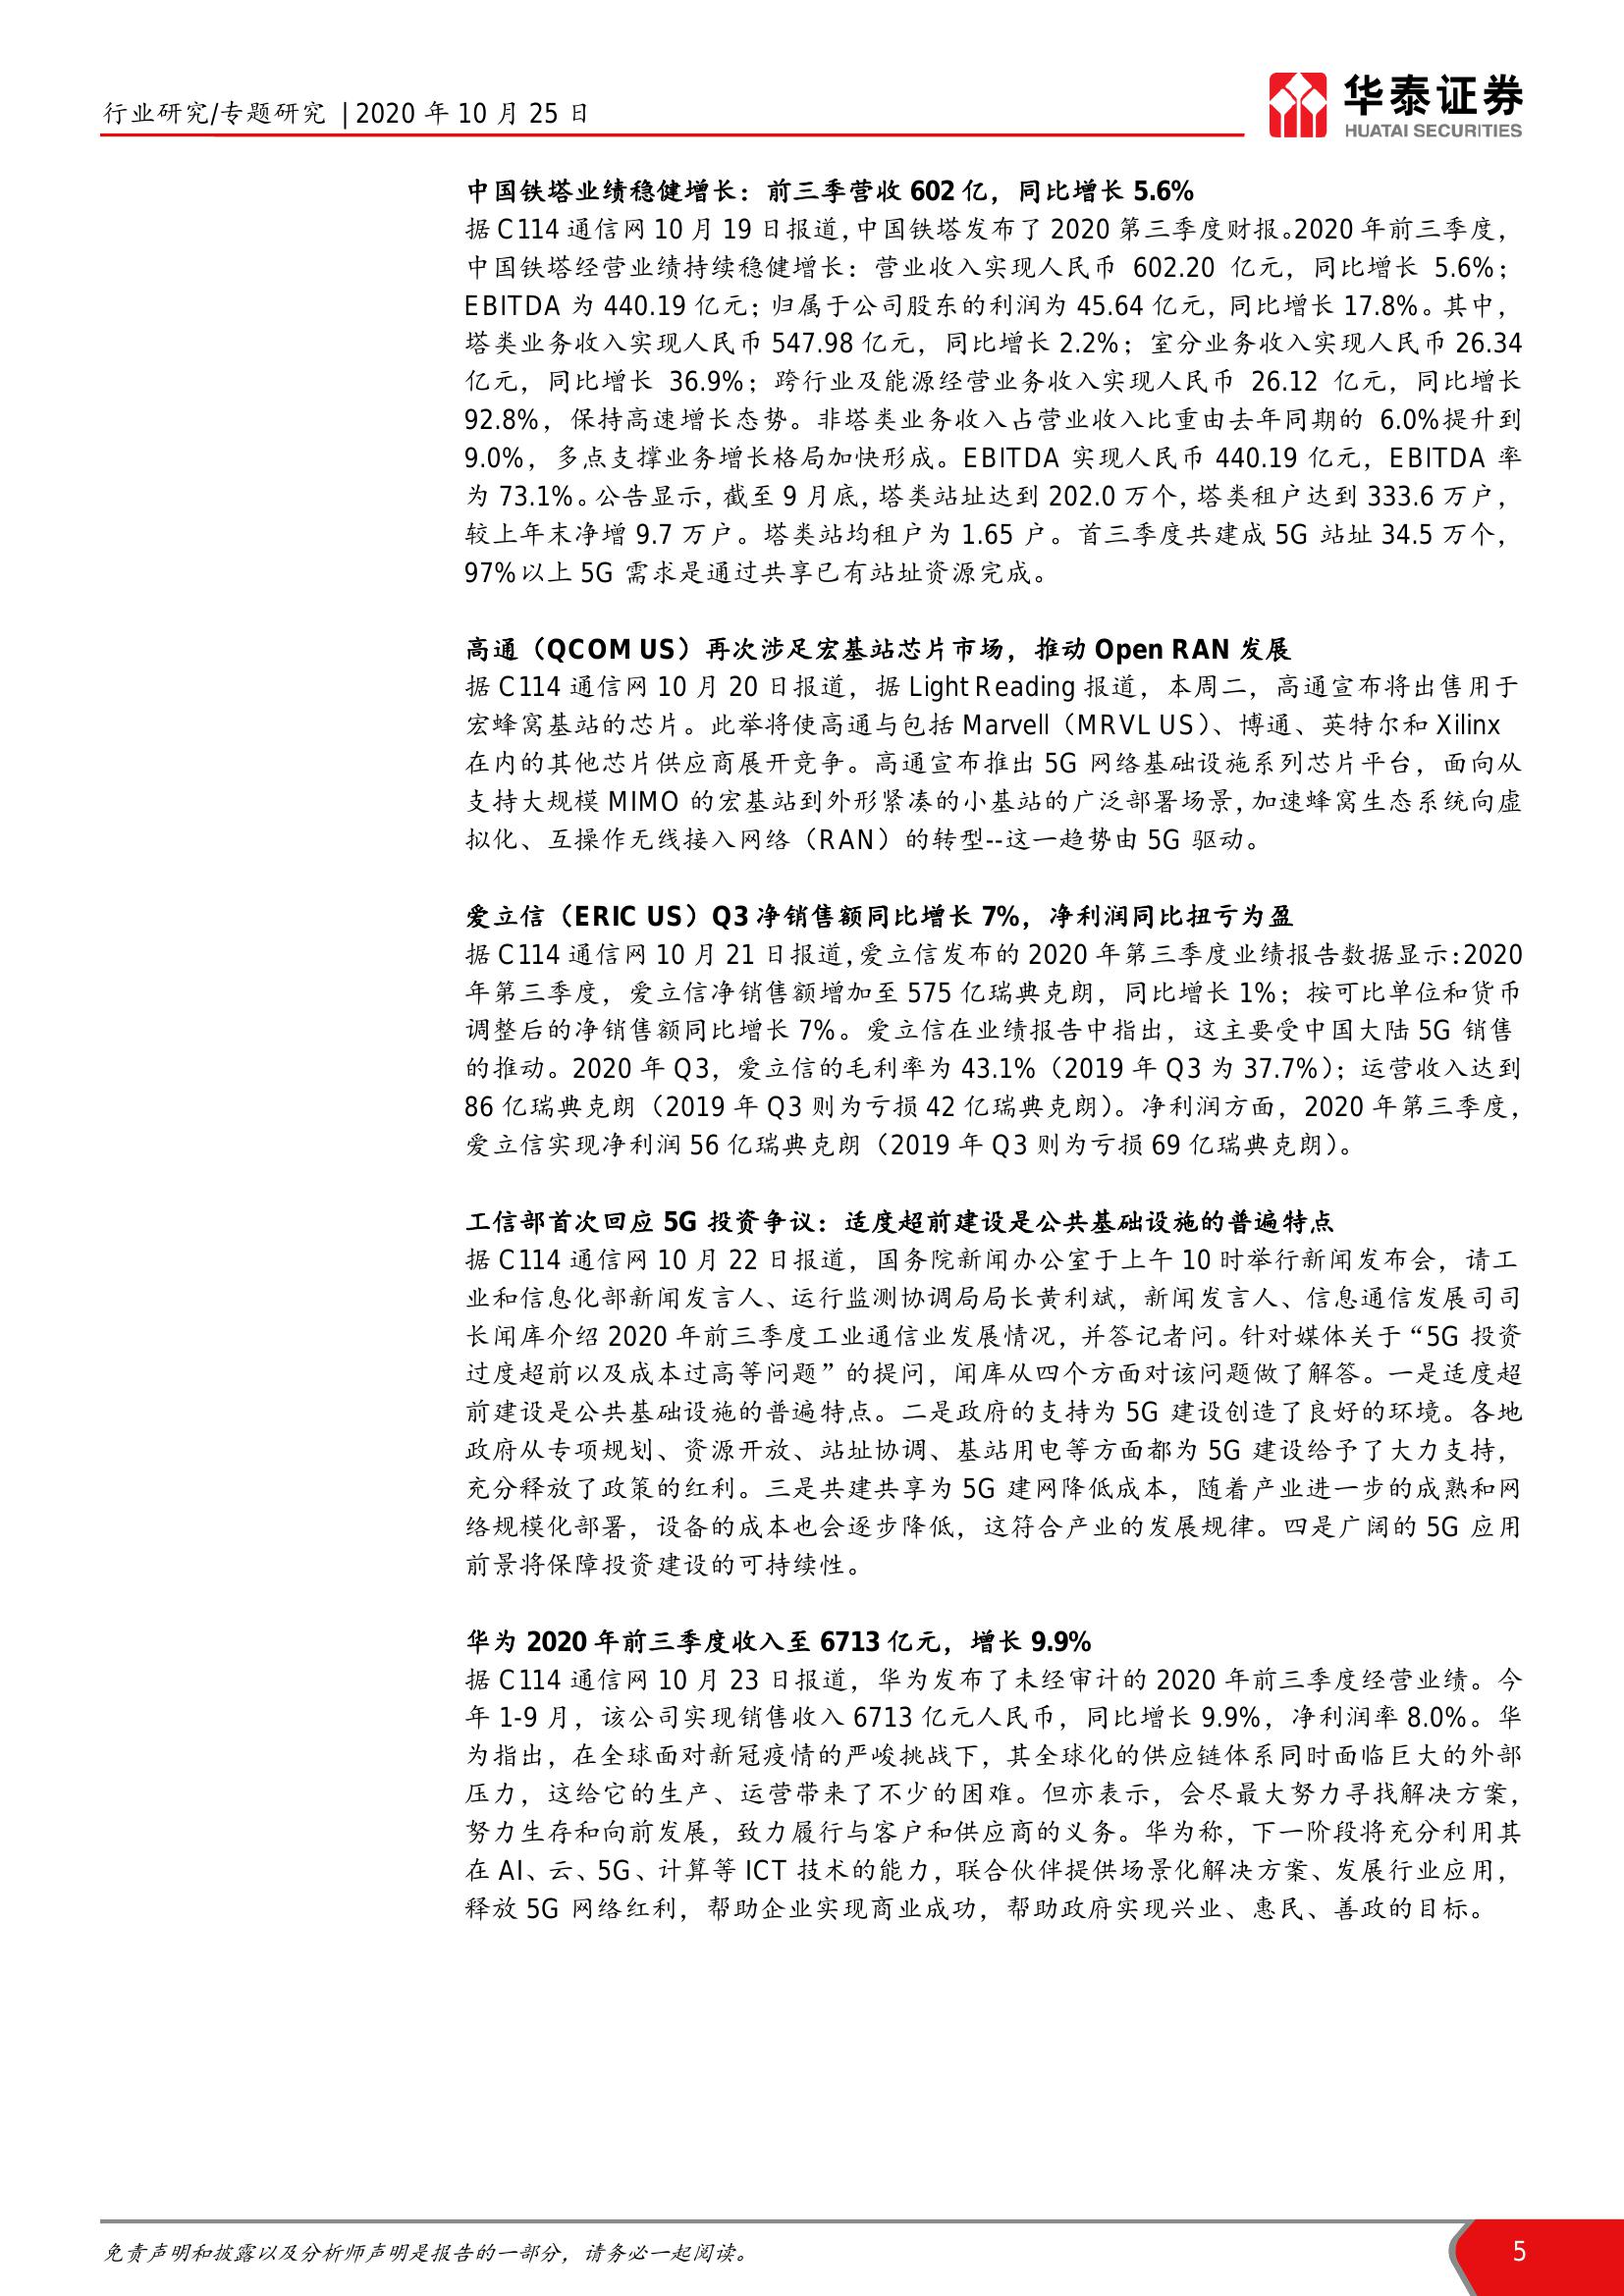 行业研究/专题研究 | 2020 年 10 月 25 日
华泰证券
HUATAI SECURITIES
中国铁塔业绩稳健增长：前三季营收 602 亿，同比增长 5.6%
据 C114 通信网 10 月 19 日报道，中国铁塔发布了 2020 第三季度财报。2020 年前三季度，
中国铁塔经营业绩持续稳健增长：营业收入实现人民币 602.20 亿元，同比增长 5.6%；
EBITDA 为 440.19 亿元；归属于公司股东的利润为 45.64 亿元，同比增长 17.8%。其中，
塔类业务收入实现人民币 547.98 亿元，同比增长 2.2%；室分业务收入实现人民币 26.34
亿元，同比增长 36.9%；跨行业及能源经营业务收入实现人民币 26.12 亿元，同比增长
92.8%，保持高速增长态势。非塔类业务收入占营业收入比重由去年同期的 6.0%提升到
9.0%，多点支撑业务增长格局加快形成。EBITDA 实现人民币 440.19 亿元，EBITDA 率
为 73.1%。公告显示，截至 9 月底，塔类站址达到 202.0 万个，塔类租户达到 333.6 万户，
较上年末净增 9.7 万户。塔类站均租户为 1.65 户。首三季度共建成 5G 站址 34.5 万个，
97%以上 5G 需求是通过共享已有站址资源完成。
高通（QCOM US）再次涉足宏基站芯片市场，推动 Open RAN 发展
据 C114 通信网 10 月 20 日报道，据 Light Reading 报道，本周二，高通宣布将出售用于
宏蜂窝基站的芯片。此举将使高通与包括 Marvell（MRVL US）、博通、英特尔和 Xilinx
在内的其他芯片供应商展开竞争。高通宣布推出 5G 网络基础设施系列芯片平台，面向从
支持大规模 MIMO 的宏基站到外形紧凑的小基站的广泛部署场景，加速蜂窝生态系统向虚
拟化、互操作无线接入网络（RAN）的转型--这一趋势由 5G 驱动。
爱立信（ERIC US）Q3 净销售额同比增长 7%，净利润同比扭亏为盈
据 C114 通信网 10 月 21 日报道，爱立信发布的 2020 年第三季度业绩报告数据显示：2020
年第三季度，爱立信净销售额增加至 575 亿瑞典克朗，同比增长 1%；按可比单位和货币
调整后的净销售额同比增长 7%。爱立信在业绩报告中指出，这主要受中国大陆 5G 销售
的推动。2020 年 Q3，爱立信的毛利率为 43.1%（2019 年 Q3 为 37.7%）；运营收入达到
86 亿瑞典克朗（2019 年 Q3 则为亏损 42 亿瑞典克朗）。净利润方面，2020 年第三季度，
爱立信实现净利润 56 亿瑞典克朗（2019 年 Q3 则为亏损 69 亿瑞典克朗）。
工信部首次回应 5G 投资争议：适度超前建设是公共基础设施的普遍特点
据 C114 通信网 10 月 22 日报道，国务院新闻办公室于上午 10 时举行新闻发布会，请工
业和信息化部新闻发言人、运行监测协调局局长黄利斌，新闻发言人、信息通信发展司司
长闻库介绍 2020 年前三季度工业通信业发展情况，并答记者问。针对媒体关于“5G 投资
过度超前以及成本过高等问题”的提问，闻库从四个方面对该问题做了解答。一是适度超
前建设是公共基础设施的普遍特点。二是政府的支持为 5G 建设创造了良好的环境。各地
政府从专项规划、资源开放、站址协调、基站用电等方面都为 5G 建设给予了大力支持，
充分释放了政策的红利。三是共建共享为 5G 建网降低成本，随着产业进一步的成熟和网
络规模化部署，设备的成本也会逐步降低，这符合产业的发展规律。四是广阔的 5G 应用
前景将保障投资建设的可持续性。
华为 2020 年前三季度收入至 6713 亿元，增长 9.9%
据 C114 通信网 10 月 23 日报道，华为发布了未经审计的 2020 年前三季度经营业绩。今
年 1-9 月，该公司实现销售收入 6713 亿元人民币，同比增长 9.9%，净利润率 8.0%。华
为指出，在全球面对新冠疫情的严峻挑战下，其全球化的供应链体系同时面临巨大的外部
压力，这给它的生产、运营带来了不少的困难。但亦表示，会尽最大努力寻找解决方案，
努力生存和向前发展，致力履行与客户和供应商的义务。华为称，下一阶段将充分利用其
在 AI、云、5G、计算等 ICT 技术的能力，联合伙伴提供场景化解决方案、发展行业应用，
释放 5G 网络红利，帮助企业实现商业成功，帮助政府实现兴业、惠民、善政的目标。
免责声明和披露以及分析师声明是报告的一部分，请务必一起阅读。
5